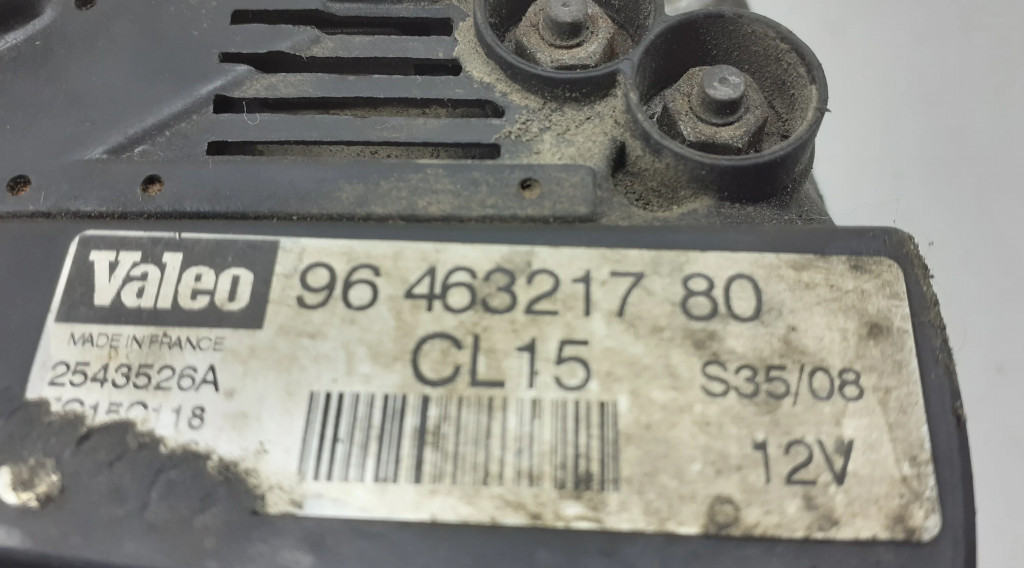 Valeo 96 463217 80
MADE IN FRANCE
CL15
2543526A
S35/08
12V